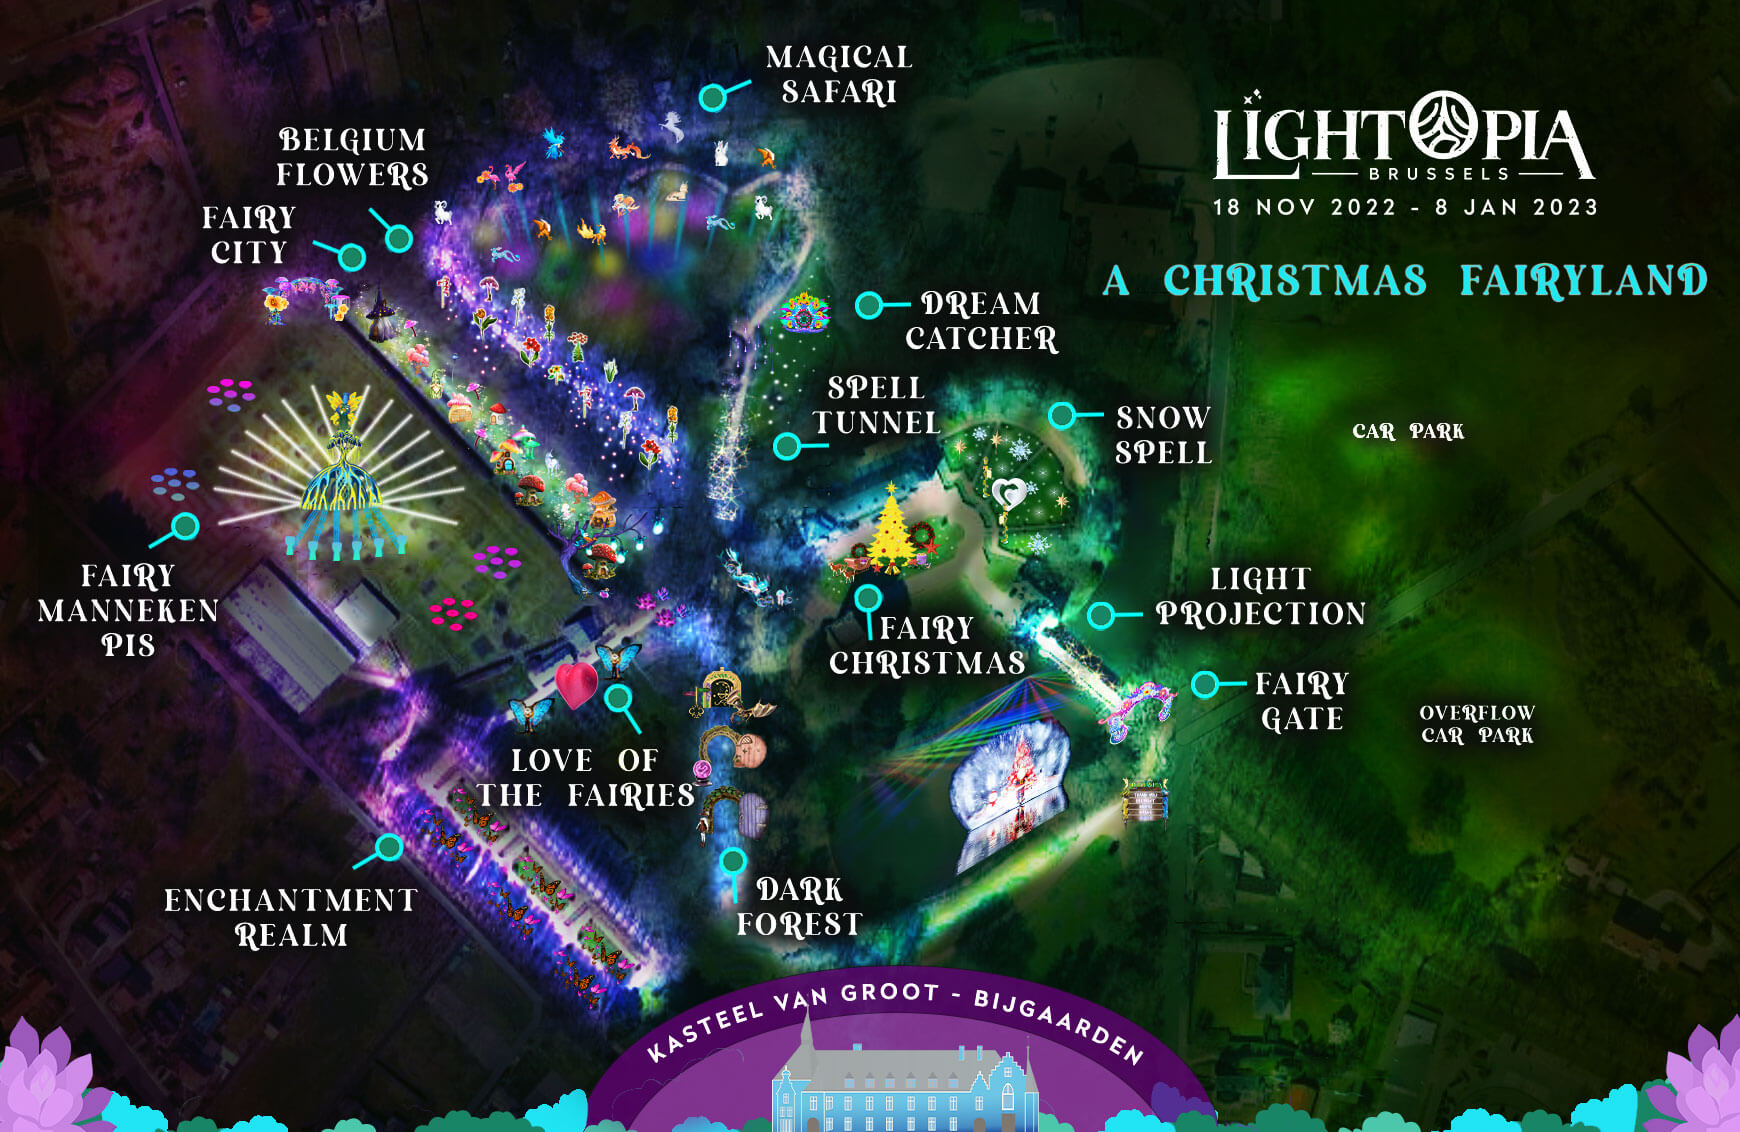 MAGICAL
SAFARI
LIGHTOPIA
BRUSSELS
18 NOV 2022 - 8 JAN 2023
A CHRISTMAS FAIRYLAND
BELGIUM
FLOWERS
FAIRY
CITY
DREAM
CATCHER
SPELL
TUNNEL
SNOW
SPELL
CAR PARK
FAIRY
MANNEKEN
PIS
LIGHT
PROJECTION
FAIRY
CHRISTMAS
FAIRY
GATE
OVERFLOW
CAR PARK
LOVE OF
THE FAIRIES
ENCHANTMENT
REALM
DARK
FOREST
KASTEEL VAN GROOT - BIJGAARDEN